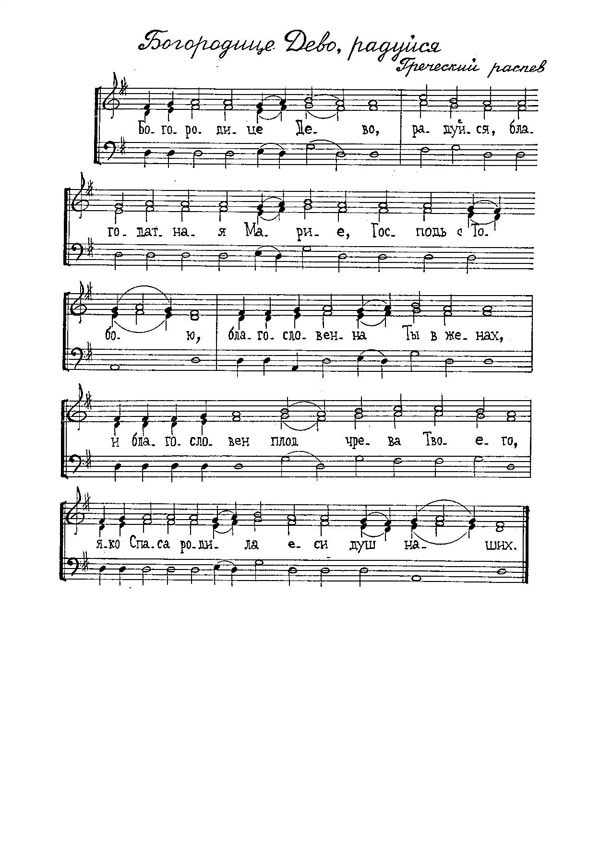 Богородице Дево, радуйся
Греческий распев
Бо-го-ро-ди-це Де-во, ра-дуй-ся, бла-
го-дат-на-я Ма-ри-е, Гос-подь с То-
бо-ю, бла-го-сло-вен-на Ты в же-нах,
и бла-го-сло-вен плод чре-ва Тво-е-го,
я-ко Спа-са ро-ди-ла е-си душ на-ших.